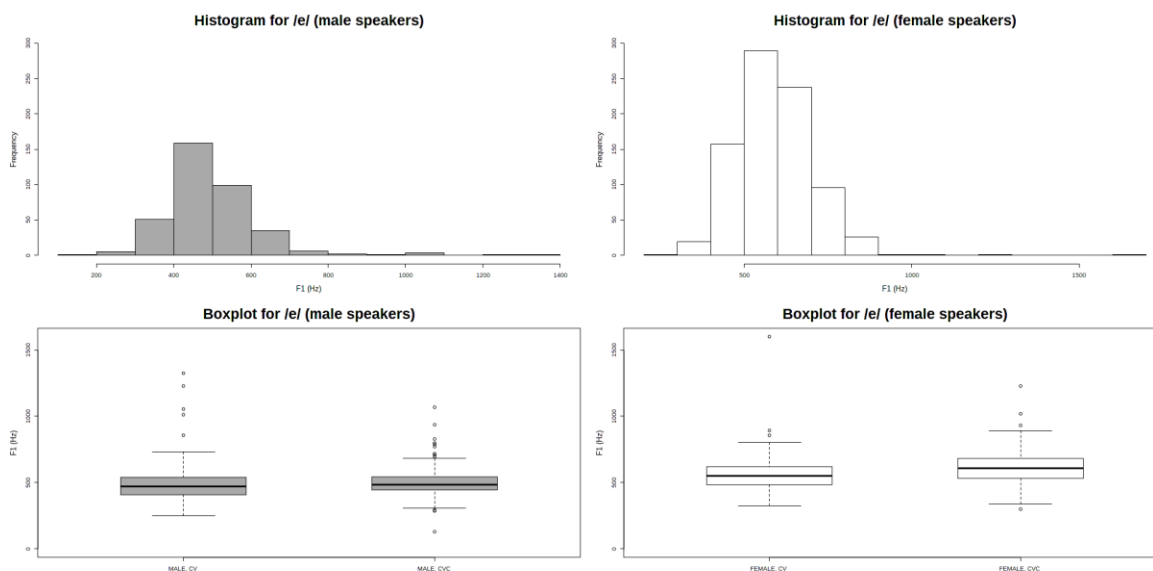 Histogram for /e/ (male speakers)
Frequency
0
50
100
150
200
250
300
200
400
600
800
1000
1200
1400
F1 (Hz)
Histogram for /e/ (female speakers)
Frequency
0
50
100
150
200
250
300
500
1000
1500
F1 (Hz)
Boxplot for /e/ (male speakers)
F1 (Hz)
0
500
1000
1500
MALE, CV
MALE, CVC
Boxplot for /e/ (female speakers)
F1 (Hz)
0
500
1000
1500
FEMALE, CV
FEMALE, CVC